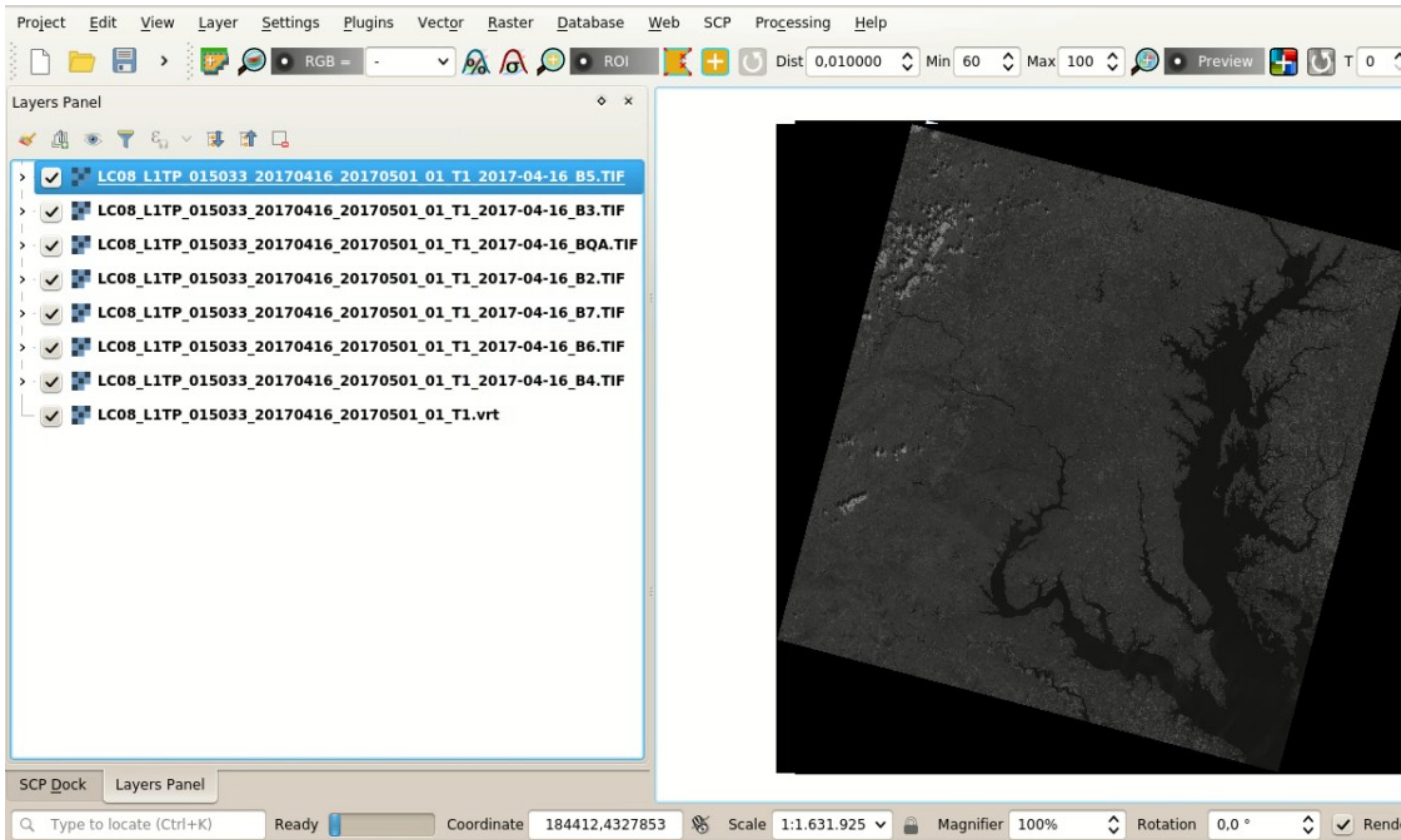 Project Edit View Layer Settings Plugins Vector Raster Database Web SCP Processing Help
RGB = - ROI Dist 0,010000 Min 60 Max 100 Preview T 0
Layers Panel
LC08_L1TP_015033_20170416_20170501_01_T1_2017-04-16_B5.TIF
LC08_L1TP_015033_20170416_20170501_01_T1_2017-04-16_B3.TIF
LC08_L1TP_015033_20170416_20170501_01_T1_2017-04-16_BQA.TIF
LC08_L1TP_015033_20170416_20170501_01_T1_2017-04-16_B2.TIF
LC08_L1TP_015033_20170416_20170501_01_T1_2017-04-16_B7.TIF
LC08_L1TP_015033_20170416_20170501_01_T1_2017-04-16_B6.TIF
LC08_L1TP_015033_20170416_20170501_01_T1_2017-04-16_B4.TIF
LC08_L1TP_015033_20170416_20170501_01_T1.vrt
SCP Dock Layers Panel
Type to locate (Ctrl+K) Ready Coordinate 184412,4327853 Scale 1:1.631.925 Magnifier 100% Rotation 0,0 ° Rend